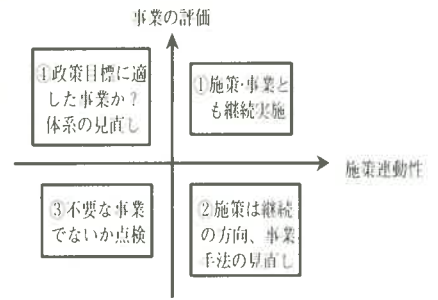 事業の評価
④政策目標に適
した事業か？
体系の見直し
①施策・事業と
も継続実施
施策連動性
③不要な事業
でないか点検
②施策は継続
の方向、事業
手法の見直し